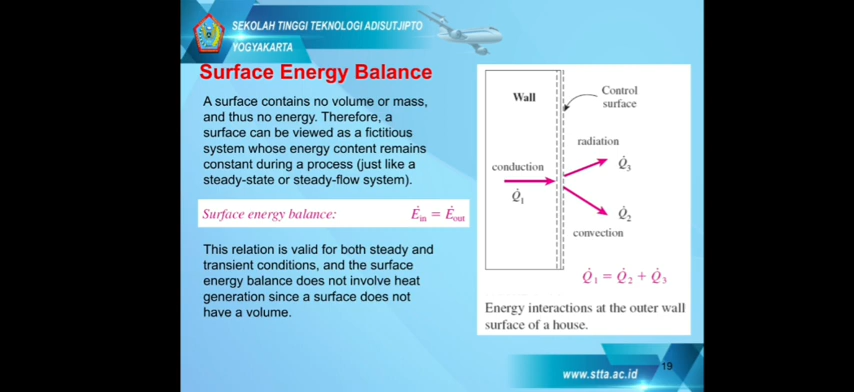 SEKOLAH TINGGI TEKNOLOGI ADISUTJIPTO
YOGYAKARTA
Surface Energy Balance
A surface contains no volume or mass,
and thus no energy. Therefore, a
surface can be viewed as a fictitious
system whose energy content remains
constant during a process (just like a
steady-state or steady-flow system).
Surface energy balance: Ėin = Ėout
This relation is valid for both steady and
transient conditions, and the surface
energy balance does not involve heat
generation since a surface does not
have a volume.
Wall
Control
surface
radiation
Q̇3
conduction
Q̇1
Q̇2
convection
Q̇1 = Q̇2 + Q̇3
Energy interactions at the outer wall
surface of a house.
19
www.stta.ac.id